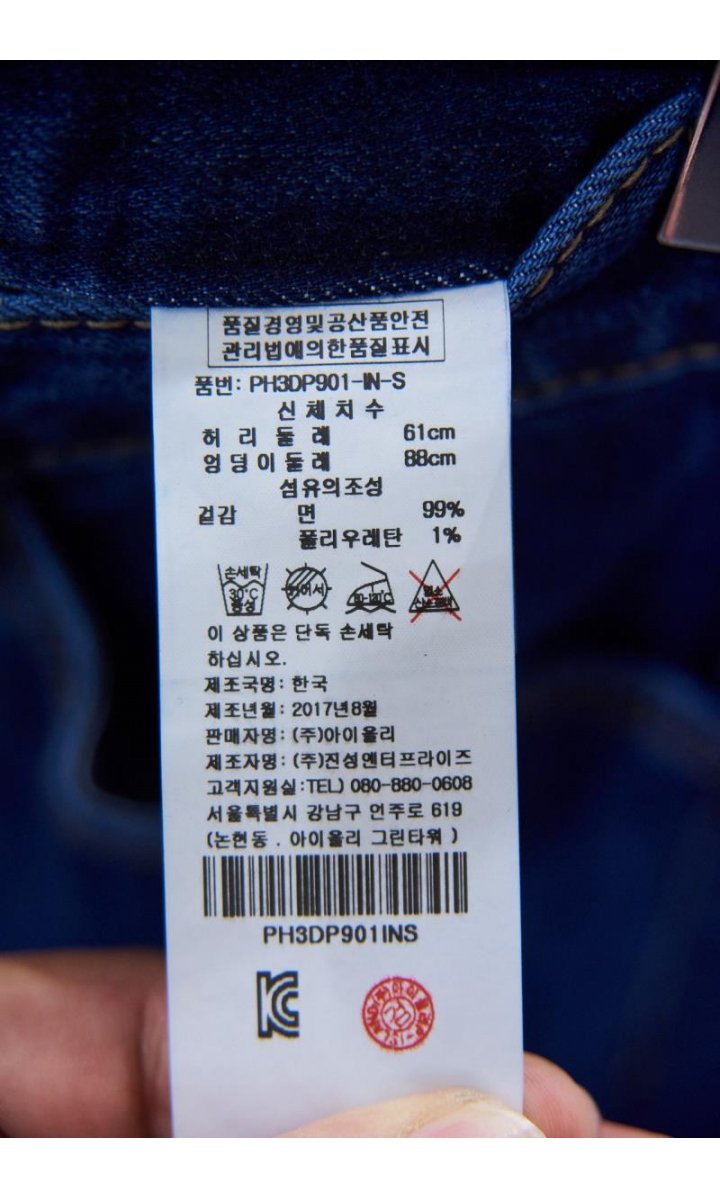 품질경영및공산품안전
관리법에의한품질표시
품번: PH3DP901-IN-S
신 체 치 수
허 리 둘 레 61cm
엉 덩 이 둘 레 88cm
섬유의조성
겉감 면 99%
폴리우레탄 1%
손세탁
30°C
중성
이 상품은 단독 손세탁
하십시오.
제조국명: 한국
제조년월: 2017년8월
판매자명: (주)아이올리
제조자명: (주)진성엔터프라이즈
고객지원실:TEL) 080-880-0608
서울특별시 강남구 언주로 619
(논현동 . 아이올리 그린타워 )
PH3DP901INS
KC